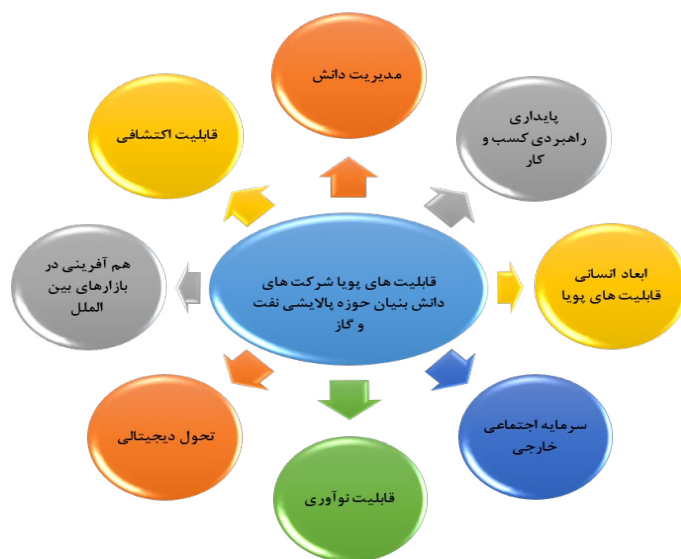 مدیریت دانش
پایداری
راهبردی کسب و
کار
ابعاد انسانی
قابلیت های پویا
سرمایه اجتماعی
خارجی
قابلیت نوآوری
تحول دیجیتالی
هم آفرینی در
بازارهای بین
الملل
قابلیت اکتشافی
قابلیت های پویا شرکت های
دانش بنیان حوزه پالایشی نفت
و گاز